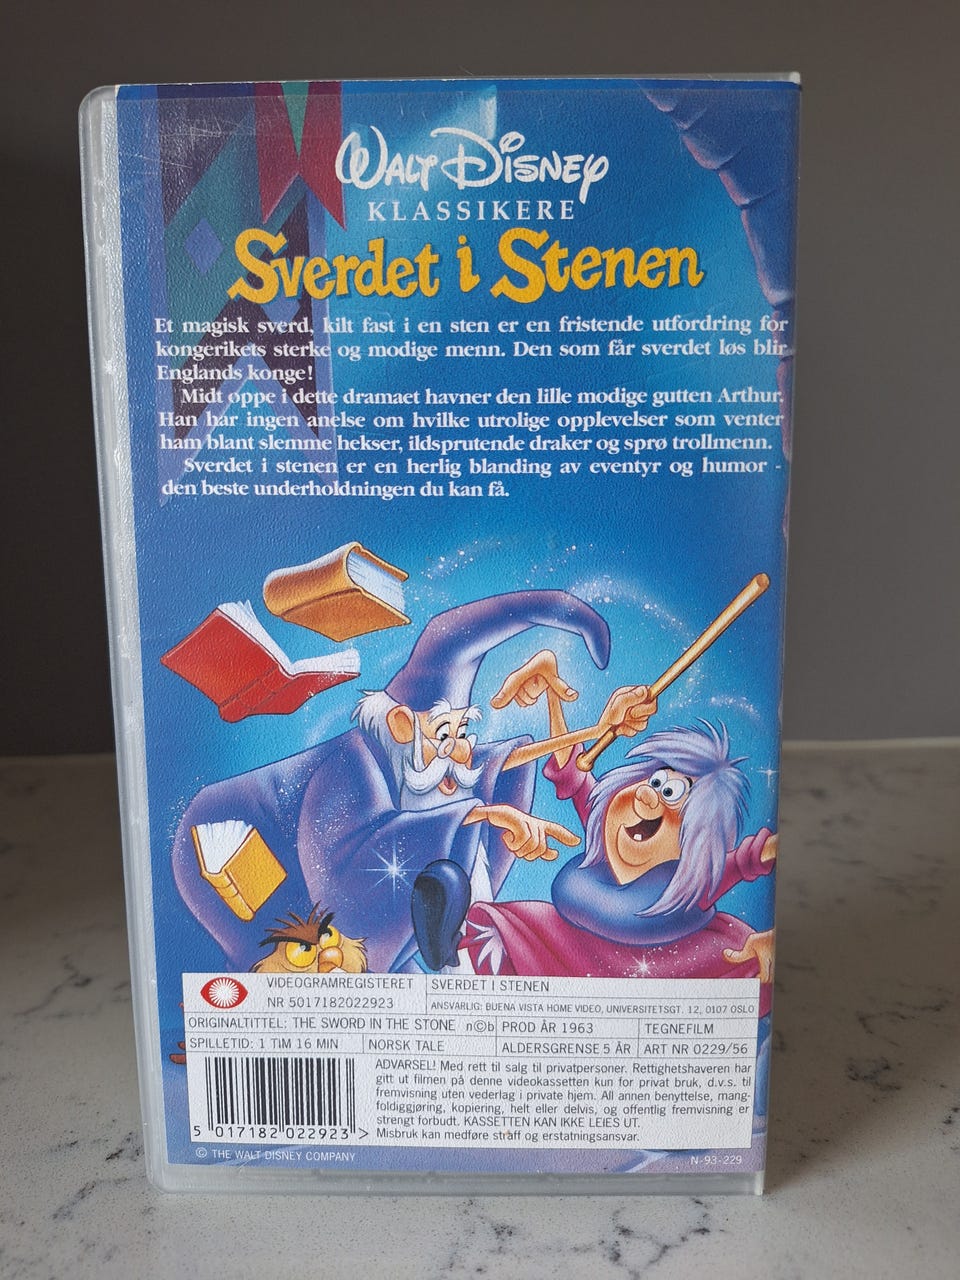 WALT DISNEY
KLASSIKERE
Sverdet i Stenen
Et magisk sverd, kilt fast i en sten er en fristende utfordring for
kongerikets sterke og modige menn. Den som får sverdet løs blir
Englands konge!
Midt oppe i dette dramaet havner den lille modige gutten Arthur.
Han har ingen anelse om hvilke utrolige opplevelser som venter
ham blant slemme hekser, ildsprutende draker og sprø trollmenn.
Sverdet i stenen er en herlig blanding av eventyr og humor -
den beste underholdningen du kan få.
VIDEOGRAMREGISTERET
NR 5017182022923
SVERDET I STENEN
ANSVARLIG: BUENA VISTA HOME VIDEO, UNIVERSITETSGT. 12, 0107 OSLO
ORIGINALTITTEL: THE SWORD IN THE STONE n©b PROD ÅR 1963 TEGNEFILM
SPILLETID: 1 TIM 16 MIN NORSK TALE ALDERSGRENSE 5 ÅR ART NR 0229/56
ADVARSEL! Med rett til salg til privatpersoner. Rettighetshaveren har
gitt ut filmen på denne videokassetten kun for privat bruk, d.v.s. til
fremvisning uten vederlag i private hjem. All annen benyttelse, mang-
foldiggjøring, kopiering, helt eller delvis, og offentlig fremvisning er
strengt forbudt. KASSETTEN KAN IKKE LEIES UT.
Misbruk kan medføre straff og erstatningsansvar.
5 017182 022923 >
© THE WALT DISNEY COMPANY
N-93-229